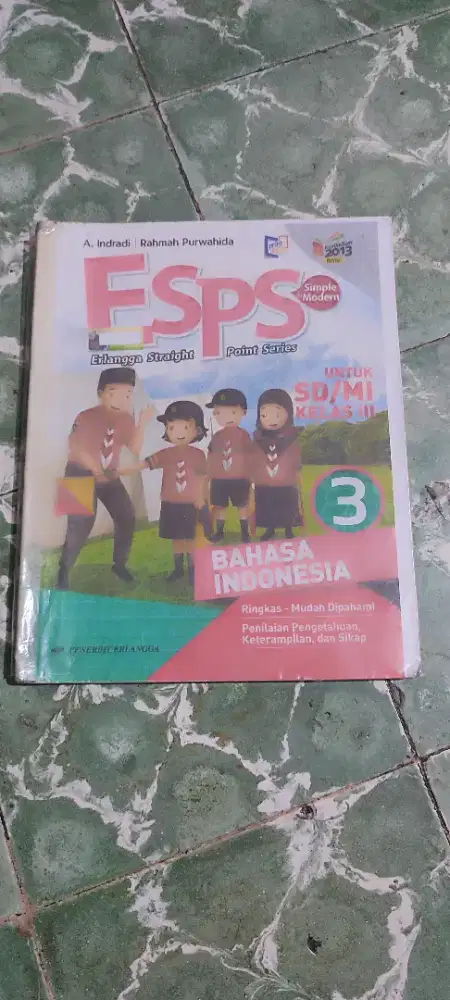 A. Indradi | Rahmah Purwahida
2013
ESPS
Simple
Modern
Erlangga Straight Point Series
UNTUK
SD/MI
KELAS III
3
BAHASA
INDONESIA
Ringkas - Mudah Dipahami
Penilaian Pengetahuan,
Keterampilan, dan Sikap
PENERBIT ERLANGGA